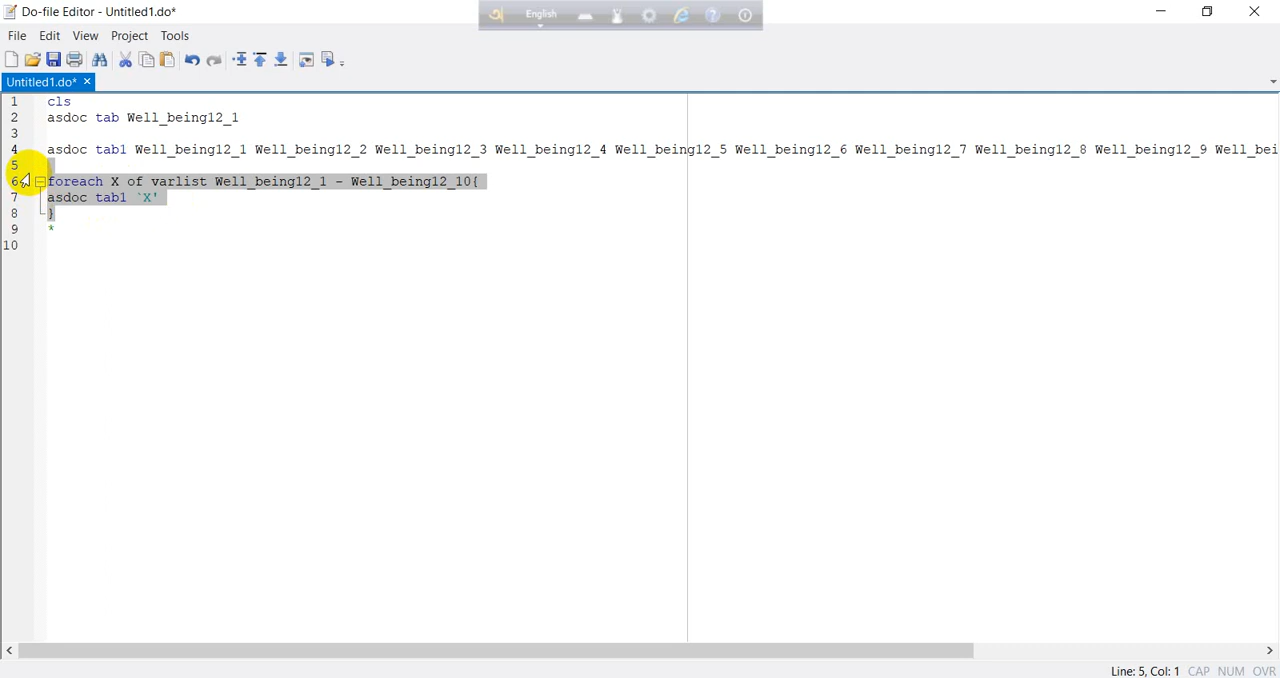 Do-file Editor - Untitled1.do*
English
File Edit View Project Tools
Untitled1.do* ×
1 cls
2 asdoc tab Well_being12_1
3
4 asdoc tab1 Well_being12_1 Well_being12_2 Well_being12_3 Well_being12_4 Well_being12_5 Well_being12_6 Well_being12_7 Well_being12_8 Well_being12_9 Well_bei
5
6 foreach X of varlist Well_being12_1 - Well_being12_10{
7 asdoc tab1 `X'
8 }
9 *
10
Line: 5, Col: 1 CAP NUM OVR